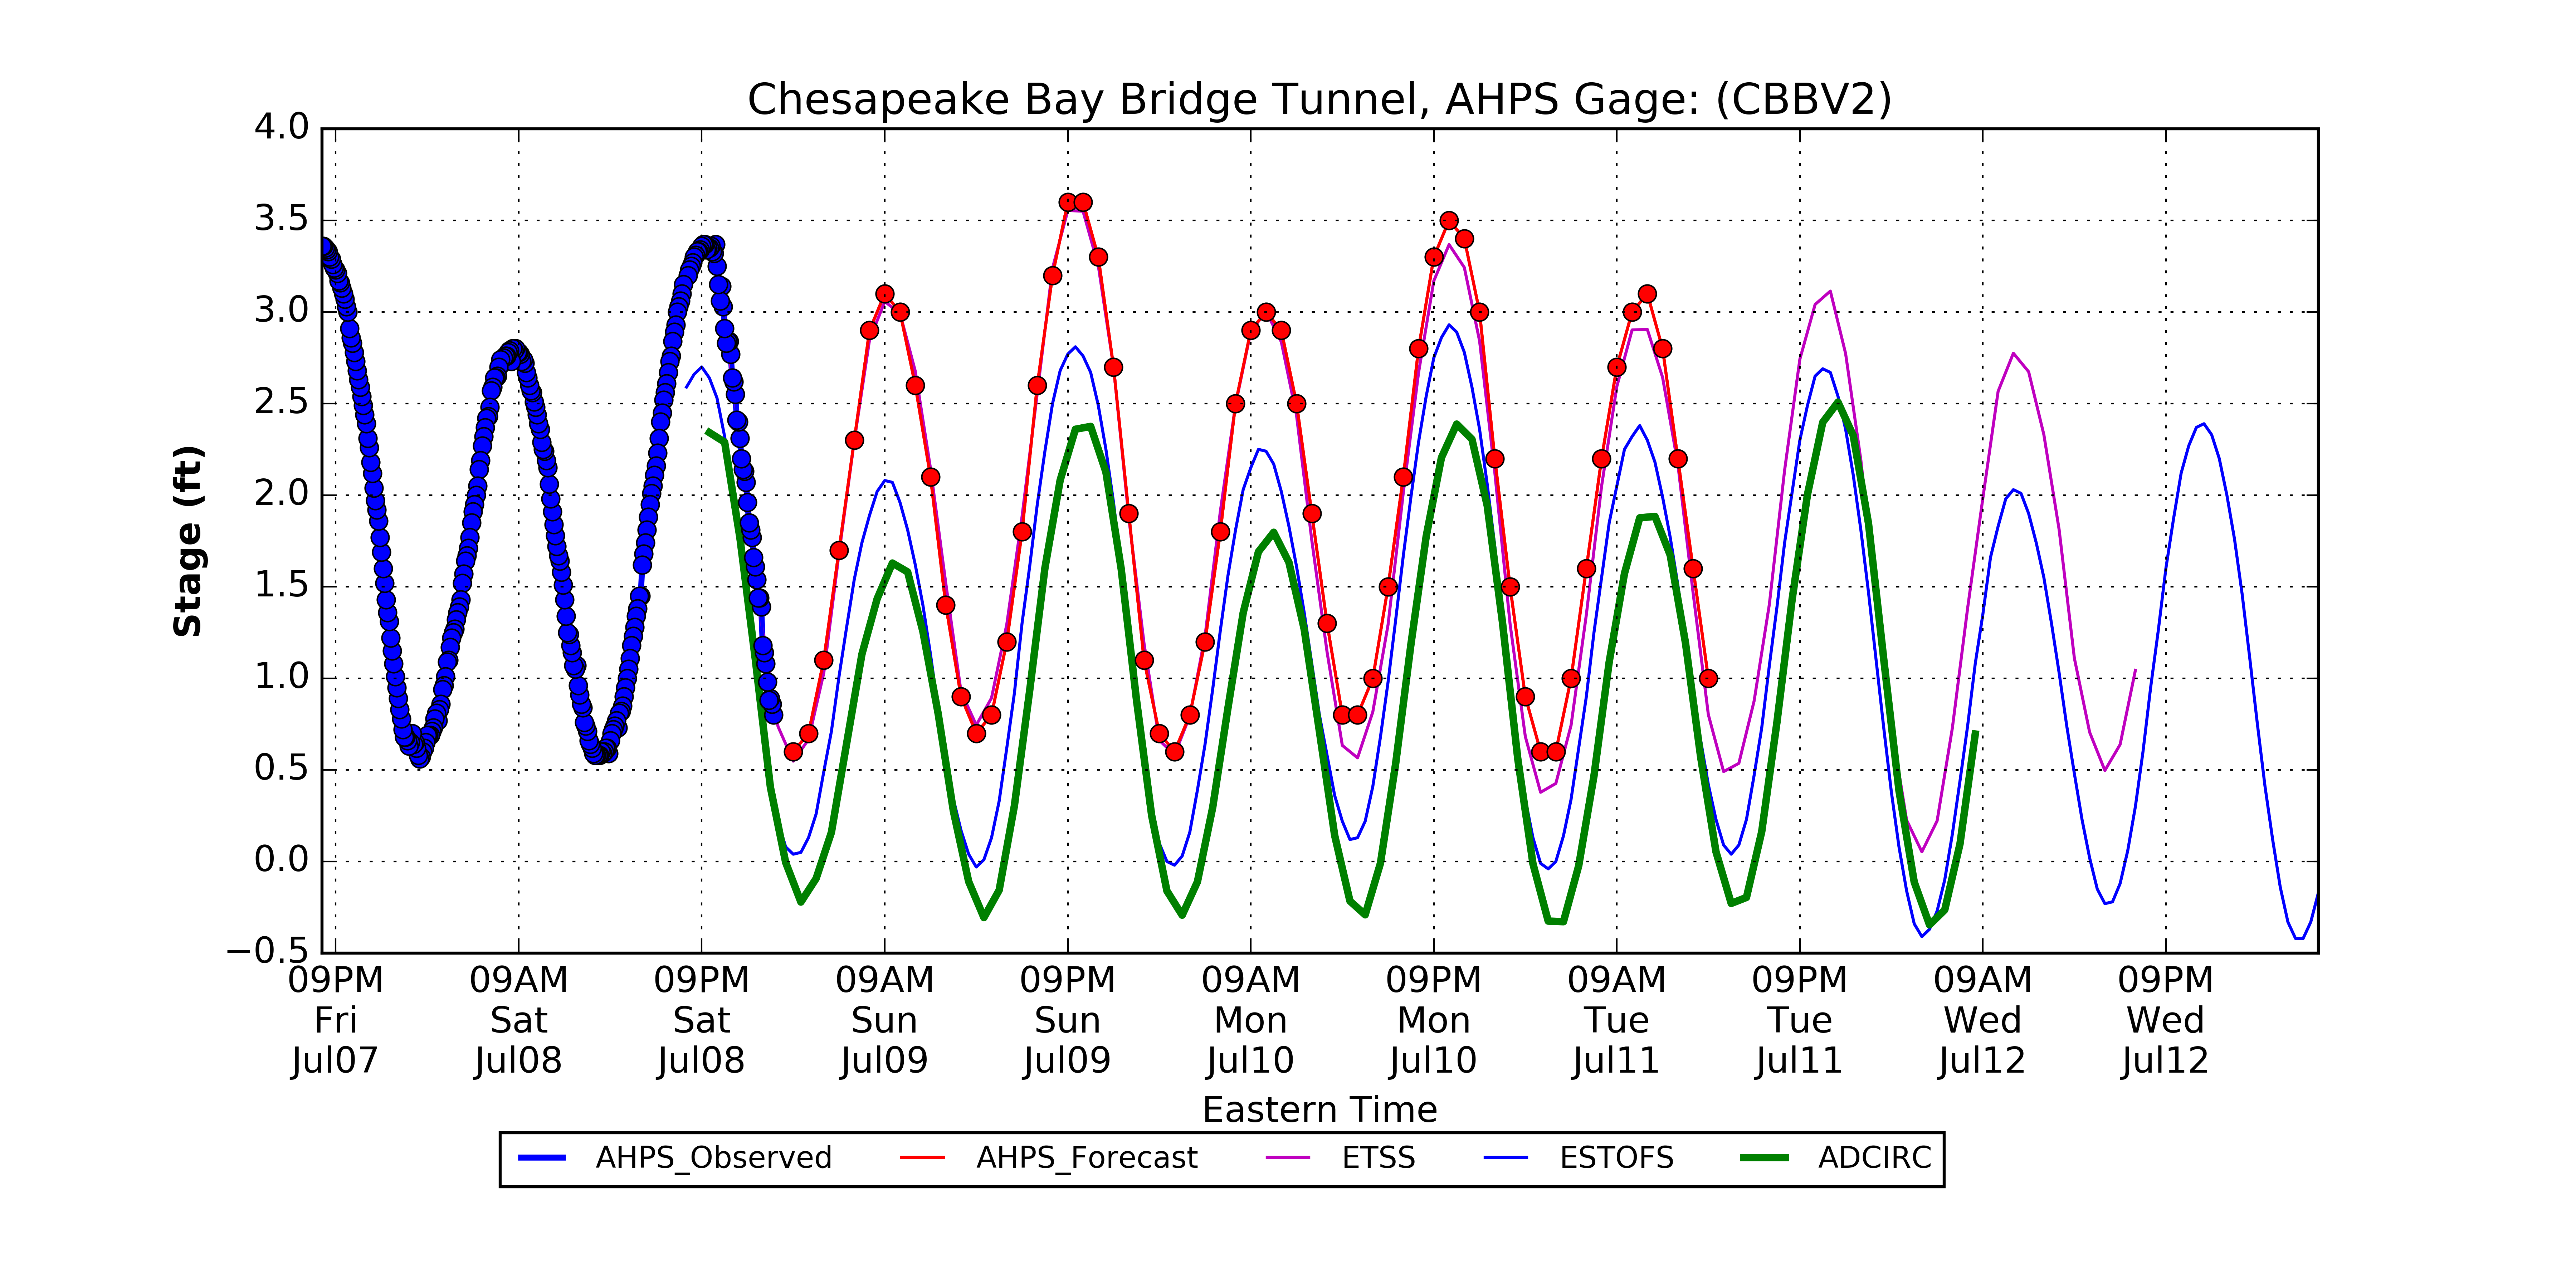 Chesapeake Bay Bridge Tunnel, AHPS Gage: (CBBV2)
4.0
3.5
3.0
2.5
2.0
1.5
1.0
0.5
0.0
−0.5
Stage (ft)
09PM 09AM 09PM 09AM 09PM 09AM 09PM 09AM 09PM 09AM 09PM
Fri Sat Sat Sun Sun Mon Mon Tue Tue Wed Wed
Jul07 Jul08 Jul08 Jul09 Jul09 Jul10 Jul10 Jul11 Jul11 Jul12 Jul12
Eastern Time
AHPS_Observed AHPS_Forecast ETSS ESTOFS ADCIRC